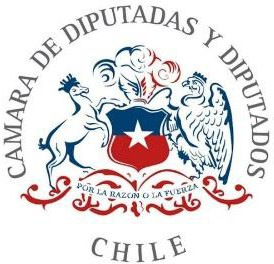 CAMARA DE DIPUTADAS Y DIPUTADOS
POR LA RAZON O LA FUERZA
CHILE